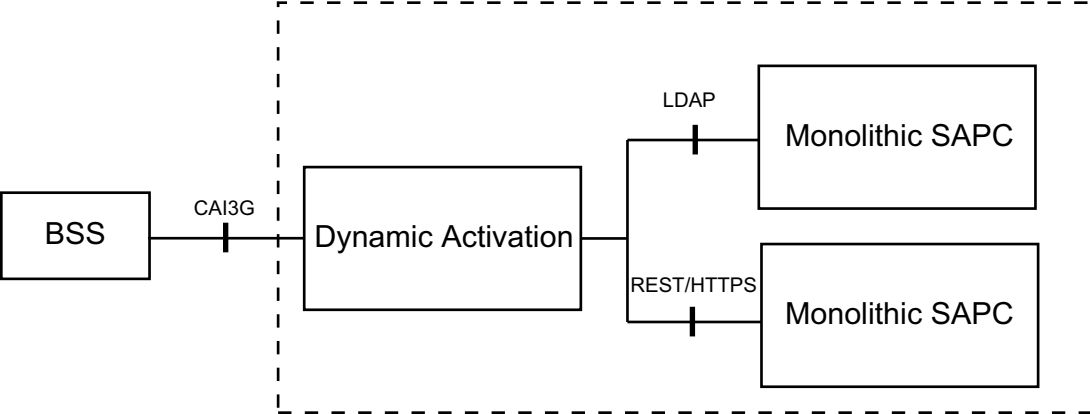 LDAP
Monolithic SAPC
CAI3G
BSS
Dynamic Activation
REST/HTTPS
Monolithic SAPC